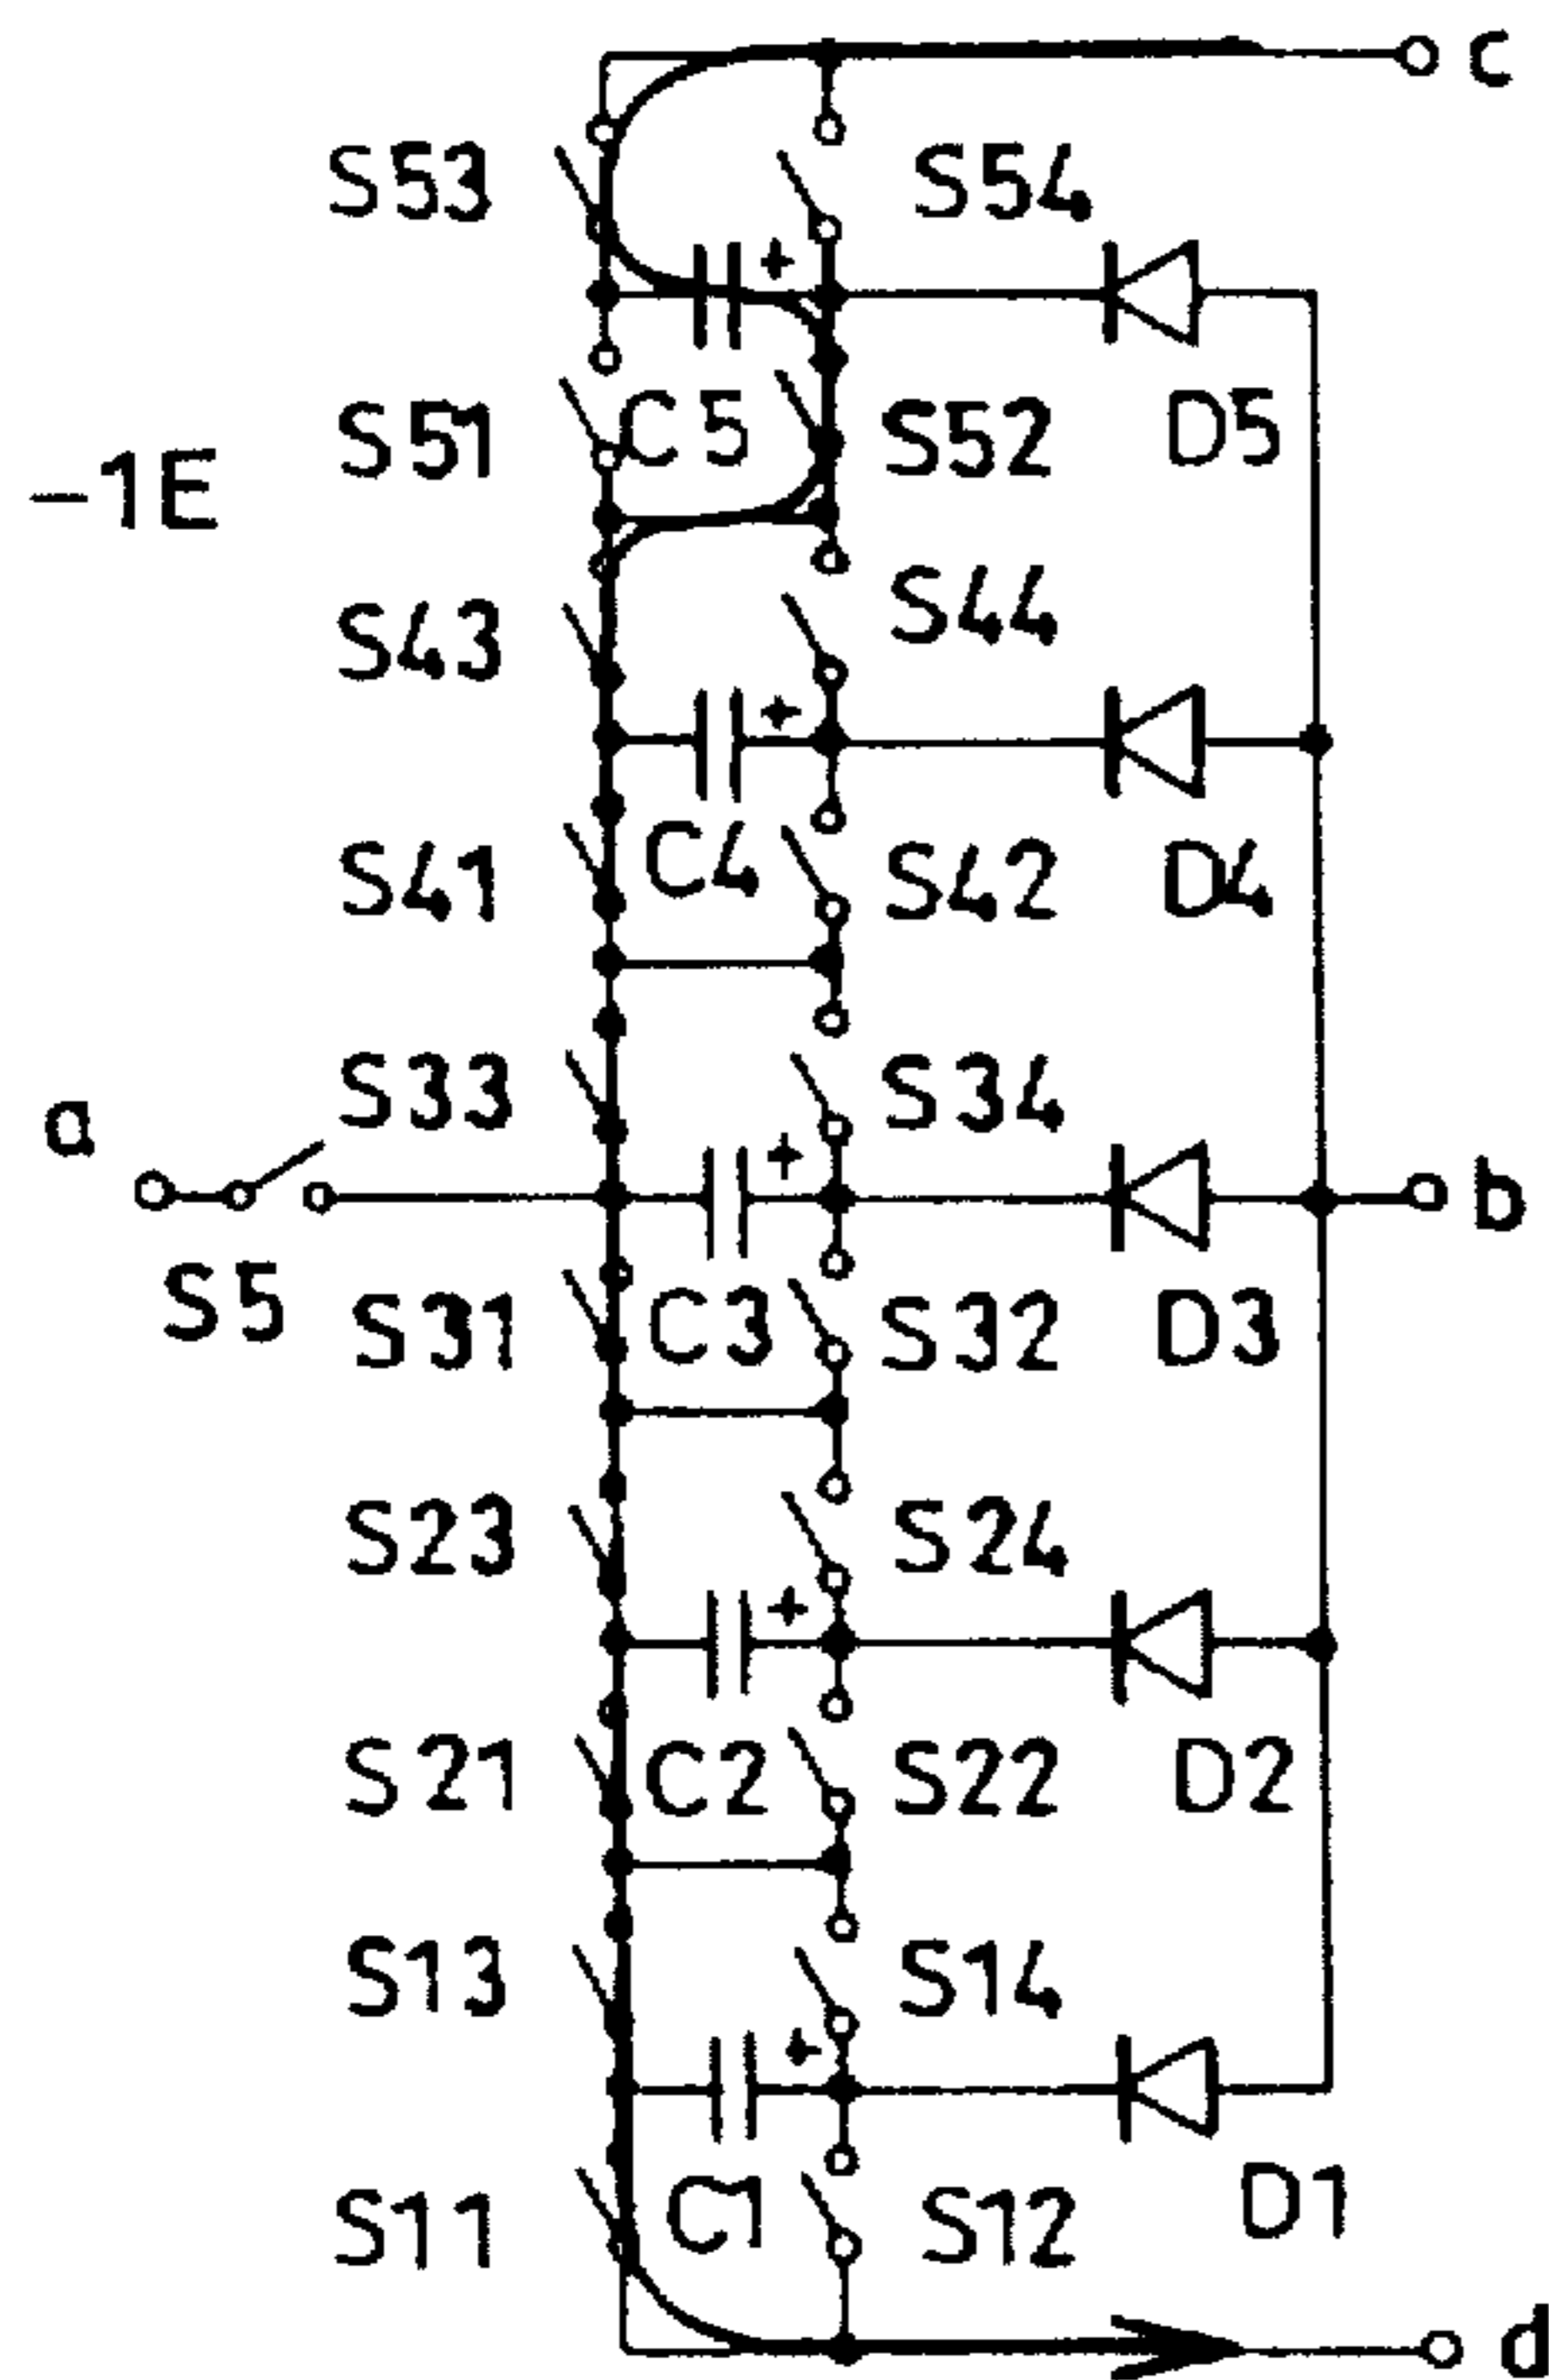 c
S53 S54
+
S51 C5 S52 D5
-1E
S43 S44
+
S41 C4 S42 D4
S33 S34
a
+
b
S5
S31 C3 S32 D3
S23 S24
+
S21 C2 S22 D2
S13 S14
+
S11 C1 S12 D1
d